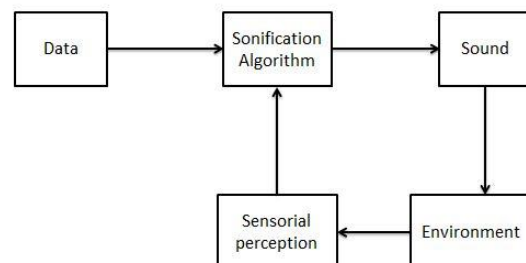 Data
Sonification
Algorithm
Sound
Sensorial
perception
Environment